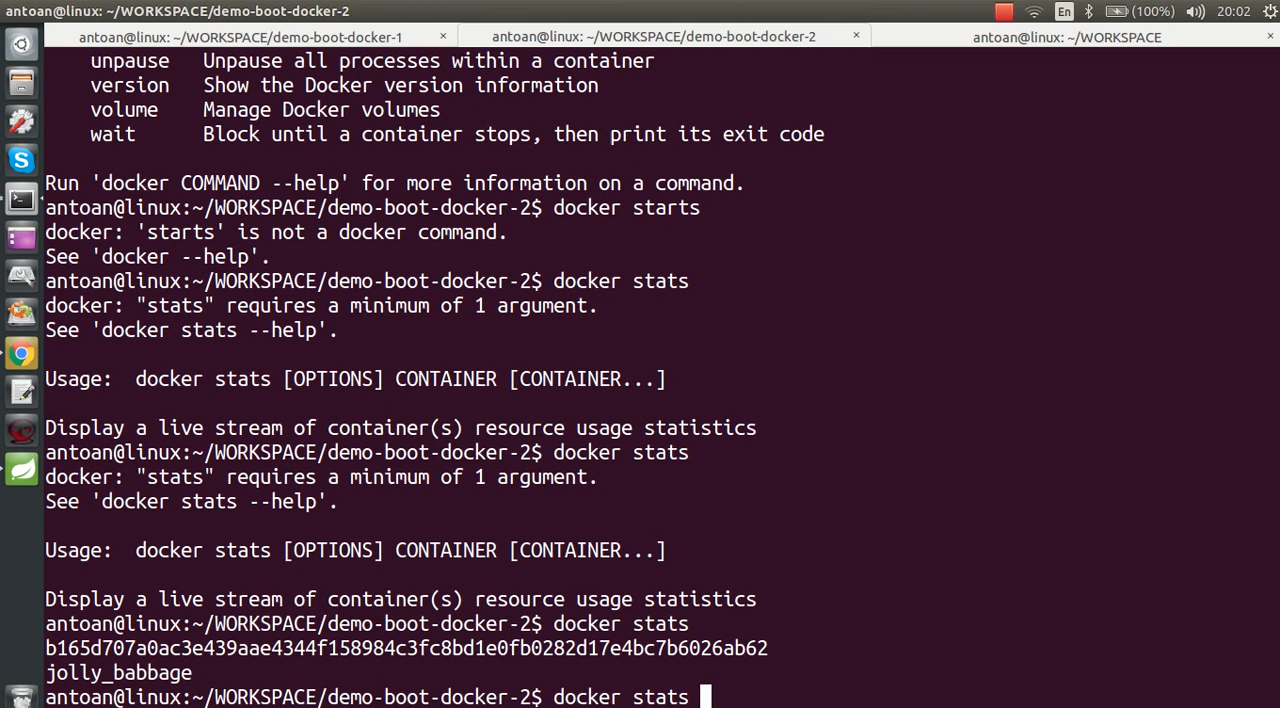 antoan@linux: ~/WORKSPACE/demo-boot-docker-2
En
(100%)
20:02
antoan@linux: ~/WORKSPACE/demo-boot-docker-1 ×
antoan@linux: ~/WORKSPACE/demo-boot-docker-2 ×
antoan@linux: ~/WORKSPACE ×
unpause Unpause all processes within a container
version Show the Docker version information
volume Manage Docker volumes
wait Block until a container stops, then print its exit code
Run 'docker COMMAND --help' for more information on a command.
antoan@linux:~/WORKSPACE/demo-boot-docker-2$ docker starts
docker: 'starts' is not a docker command.
See 'docker --help'.
antoan@linux:~/WORKSPACE/demo-boot-docker-2$ docker stats
docker: "stats" requires a minimum of 1 argument.
See 'docker stats --help'.
Usage: docker stats [OPTIONS] CONTAINER [CONTAINER...]
Display a live stream of container(s) resource usage statistics
antoan@linux:~/WORKSPACE/demo-boot-docker-2$ docker stats
docker: "stats" requires a minimum of 1 argument.
See 'docker stats --help'.
Usage: docker stats [OPTIONS] CONTAINER [CONTAINER...]
Display a live stream of container(s) resource usage statistics
antoan@linux:~/WORKSPACE/demo-boot-docker-2$ docker stats
b165d707a0ac3e439aae4344f158984c3fc8bd1e0fb0282d17e4bc7b6026ab62
jolly_babbage
antoan@linux:~/WORKSPACE/demo-boot-docker-2$ docker stats